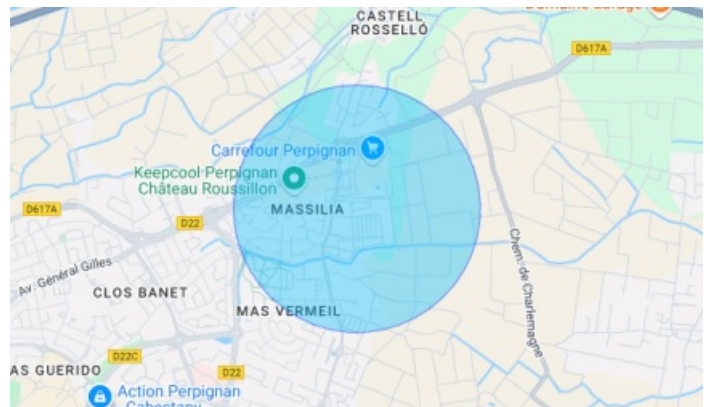 CASTELL
ROSSELLÓ
D617A
Carrefour Perpignan
Keepcool Perpignan
Château Roussillon
D617A
MASSILIA
D22
Chem. de Charlemagne
Av. Général Gilles
CLOS BANET
MAS VERMEIL
D22C
AS GUERIDO
D22
Action Perpignan
Cabestany